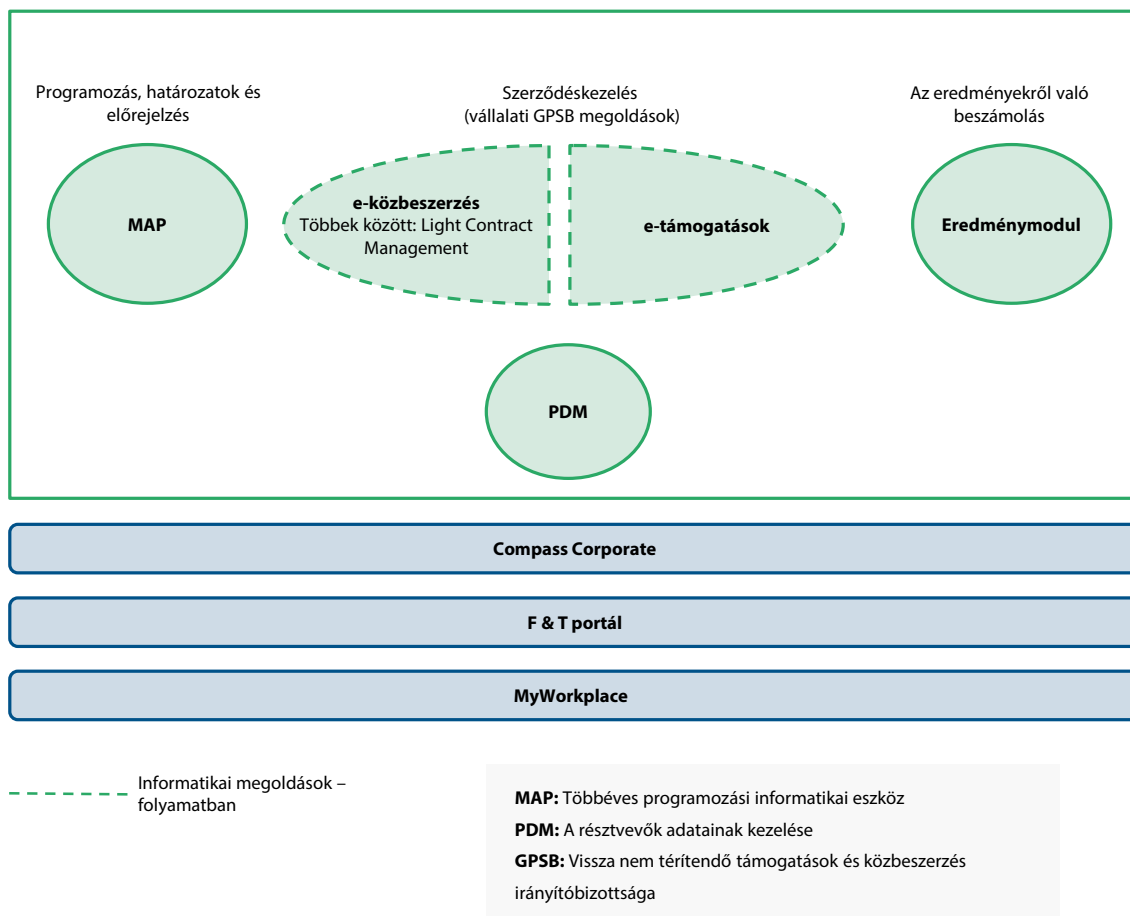 Programozás, határozatok és
előrejelzés
Szerződéskezelés
(vállalati GPSB megoldások)
Az eredményekről való
beszámolás
MAP
e-közbeszerzés
Többek között: Light Contract
Management
e-támogatások
Eredménymodul
PDM
Compass Corporate
F & T portál
MyWorkplace
Informatikai megoldások –
folyamatban
MAP: Többéves programozási informatikai eszköz
PDM: A résztvevők adatainak kezelése
GPSB: Vissza nem térítendő támogatások és közbeszerzés
irányítóbizottsága